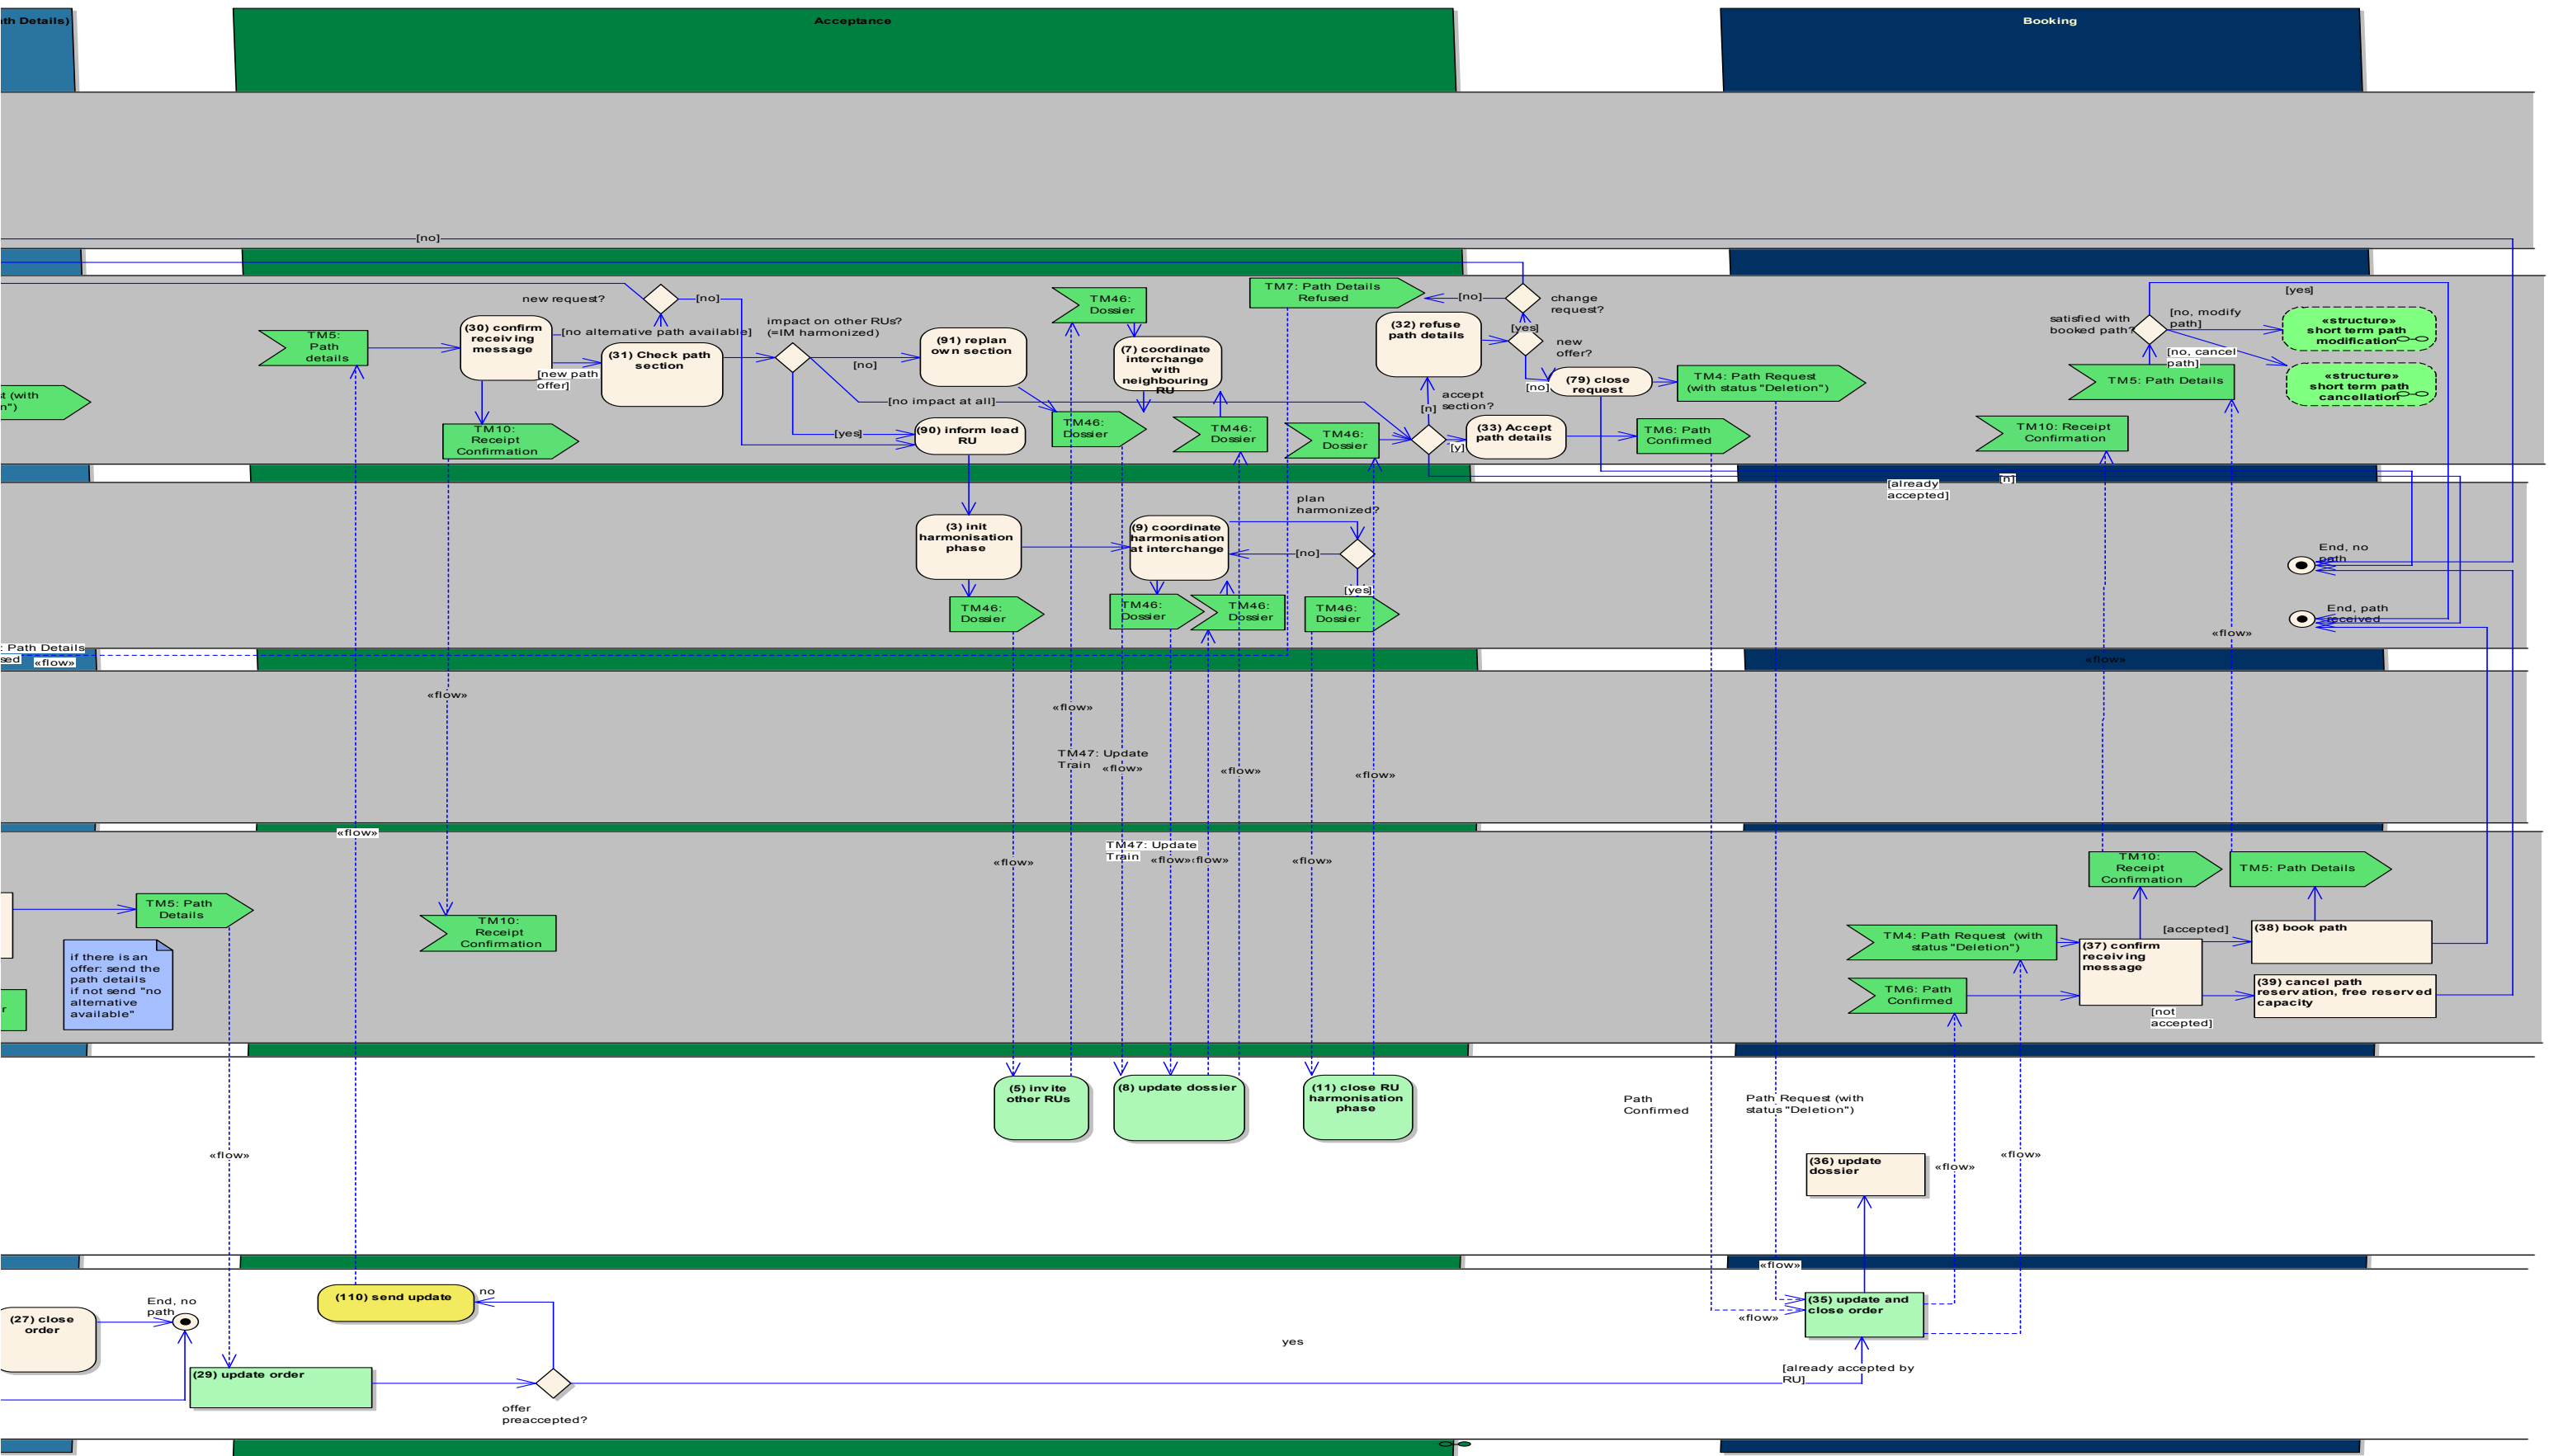 ath Details)
Acceptance
Booking
[no]
new request?
[no]
TM5:
Path
details
(30) confirm
receiving
message
[no alternative path available]
[new path
offer]
(31) Check path
section
impact on other RUs?
(=IM harmonized)
[no]
(91) replan
own section
[no impact at all]
[yes]
(90) inform lead
RU
TM10:
Receipt
Confirmation
t (with
n")
TM46:
Dossier
(7) coordinate
interchange
with
neighbouring
RU
TM46:
Dossier
TM46:
Dossier
TM46:
Dossier
TM7: Path Details
Refused
[no]
change
request?
[yes]
new
offer?
(32) refuse
path details
[no]
(79) close
request
TM4: Path Request
(with status "Deletion")
accept
section?
[n]
[y]
(33) Accept
path details
TM6: Path
Confirmed
satisfied with
booked path?
[yes]
[no, modify
path]
[no, cancel
path]
«structure»
short term path
modification
«structure»
short term path
cancellation
TM5: Path Details
TM10: Receipt
Confirmation
[already
accepted]
n]
(3) init
harmonisation
phase
(9) coordinate
harmonisation
at interchange
plan
harmonized?
[no]
[yes]
TM46:
Dossier
TM46:
Dossier
TM46:
Dossier
TM46:
Dossier
End, no
path
End, path
received
«flow»
: Path Details
sed
«flow»
«flow»
«flow»
«flow»
TM47: Update
Train
«flow»
«flow»
«flow»
«flow»
TM47: Update
Train
«flow»
«flow»
«flow»
«flow»
TM5: Path
Details
if there is an
offer: send the
path details
if not send "no
alternative
available"
r
TM10:
Receipt
Confirmation
TM10:
Receipt
Confirmation
TM5: Path Details
TM4: Path Request (with
status "Deletion")
TM6: Path
Confirmed
(37) confirm
receiving
message
[accepted]
(38) book path
(39) cancel path
reservation, free reserved
capacity
[not
accepted]
(5) invite
other RUs
(8) update dossier
(11) close RU
harmonisation
phase
Path
Confirmed
Path Request (with
status "Deletion")
«flow»
(36) update
dossier
«flow»
«flow»
«flow»
(35) update and
close order
«flow»
(110) send update
no
End, no
path
(27) close
order
(29) update order
yes
[already accepted by
RU]
offer
preaccepted?